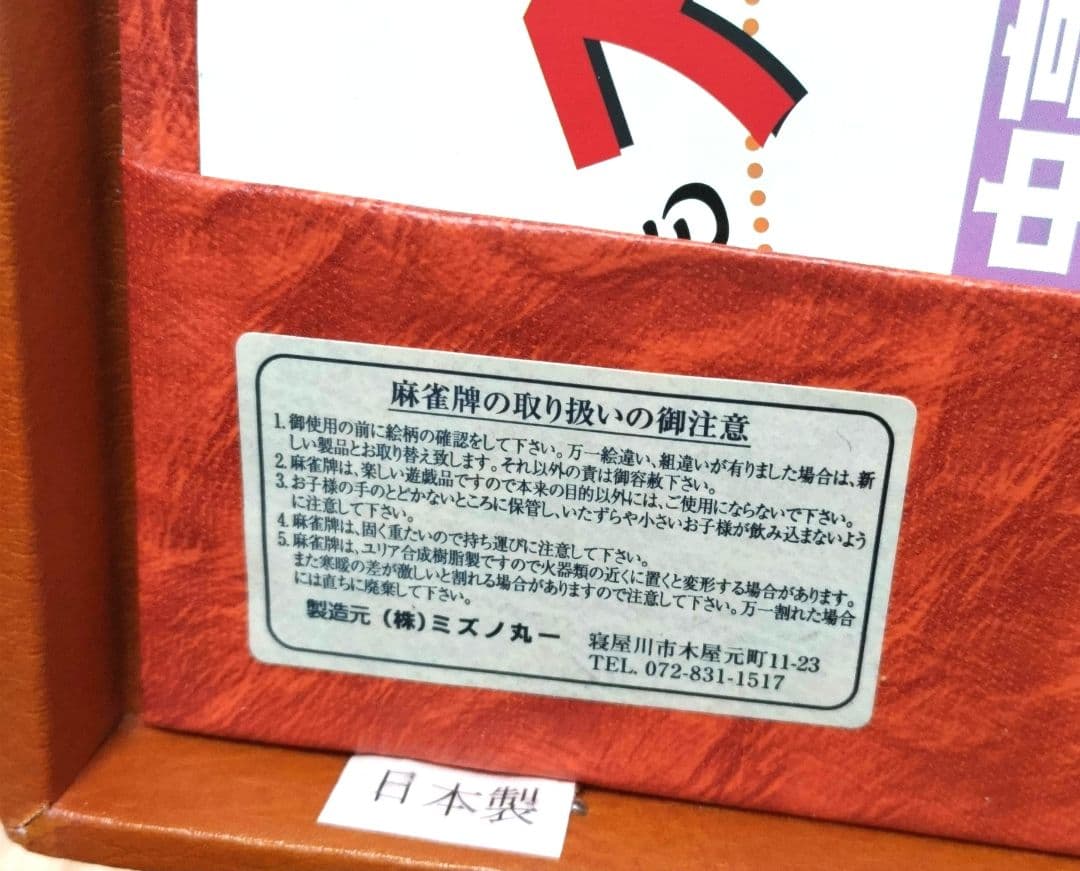 麻雀牌の取り扱いの御注意
1. 御使用の前に絵柄の確認をして下さい。万一絵違い、組違いが有りました場合は、新
しい製品とお取り替え致します。それ以外の責は御容赦下さい。
2. 麻雀牌は、楽しい遊戯品ですので本来の目的以外には、ご使用にならないで下さい。
3. お子様の手のとどかないところに保管し、いたずらや小さいお子様が飲み込まないよう
に注意して下さい。
4. 麻雀牌は、固く重たいので持ち運びに注意して下さい。
5. 麻雀牌は、ユリア合成樹脂製ですので火器類の近くに置くと変形する場合があります。
また寒暖の差が激しいと割れる場合がありますので注意して下さい。万一割れた場合
には直ちに廃棄して下さい。
製造元 (株)ミズノ丸一
寝屋川市木屋元町11-23
TEL. 072-831-1517
日本製